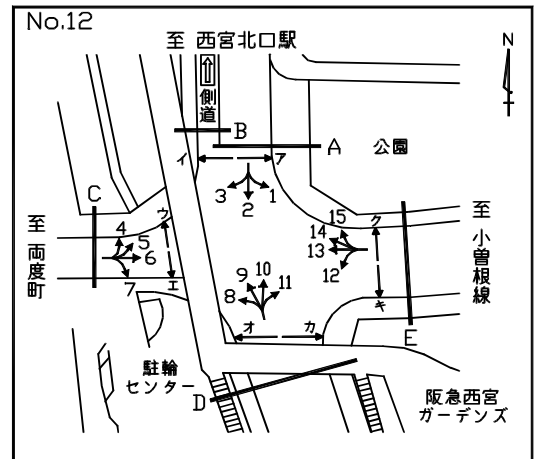 No.12
至 西宮北口駅
N
側道
B
A
公園
イ
ア
C
3
2
1
至両度町
4
ウ
5
6
7
エ
15
14
13
12
ク
至小曽根線
9
10
11
8
キ
オ
カ
E
駐輪
センター
D
阪急西宮
ガーデンズ